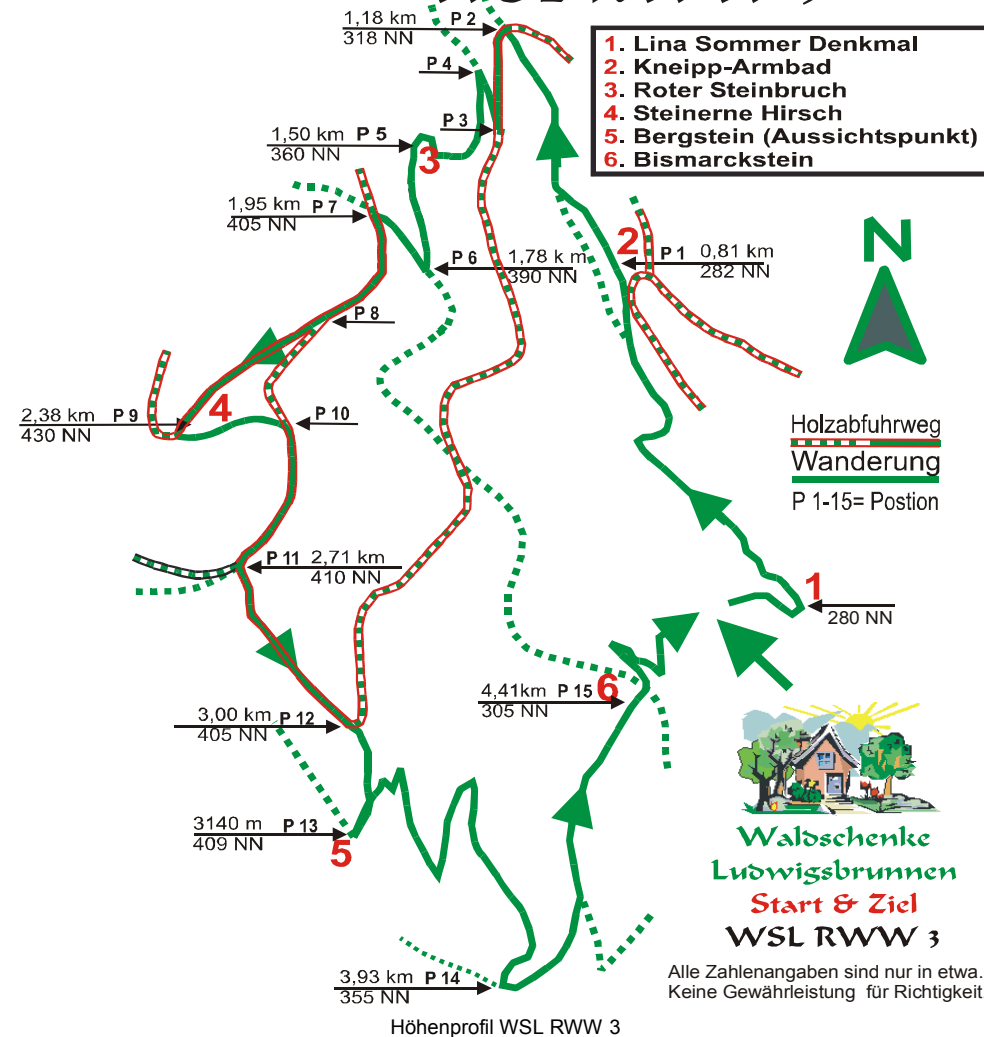 1,18 km P 2
318 NN
1. Lina Sommer Denkmal
2. Kneipp-Armbad
3. Roter Steinbruch
4. Steinerne Hirsch
5. Bergstein (Aussichtspunkt)
6. Bismarckstein
P 4
P 3
1,50 km P 5
360 NN
3
1,95 km P 7
405 NN
2 P 1 0,81 km
282 NN
N
P 6 1,78 k m
390 NN
P 8
4
2,38 km P 9
430 NN
P 10
Holzabfuhrweg
Wanderung
P 1-15= Postion
P 11 2,71 km
410 NN
1
280 NN
4,41km P 15 6
305 NN
3,00 km P 12
405 NN
3140 m P 13
409 NN
5
Waldschenke
Ludwigsbrunnen
Start & Ziel
WSL RWW 3
Alle Zahlenangaben sind nur in etwa.
Keine Gewährleistung für Richtigkeit
3,93 km P 14
355 NN
Höhenprofil WSL RWW 3